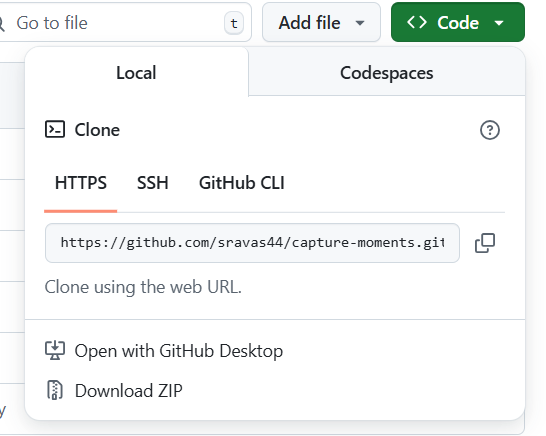 Go to file
t
Add file
Code
Local
Codespaces
Clone
HTTPS
SSH
GitHub CLI
https://github.com/sravas44/capture-moments.git
Clone using the web URL.
Open with GitHub Desktop
Download ZIP
y